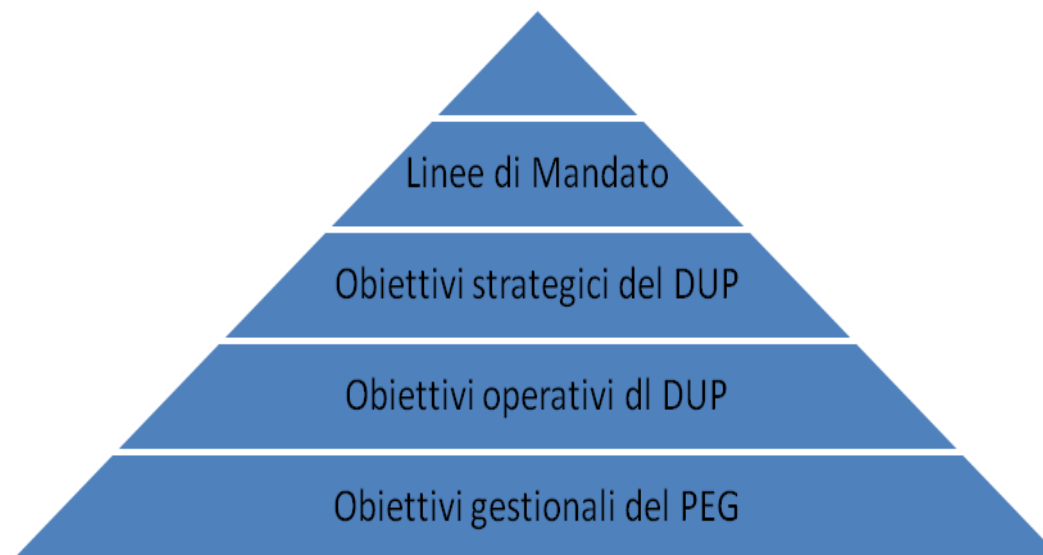 Linee di Mandato
Obiettivi strategici del DUP
Obiettivi operativi dl DUP
Obiettivi gestionali del PEG